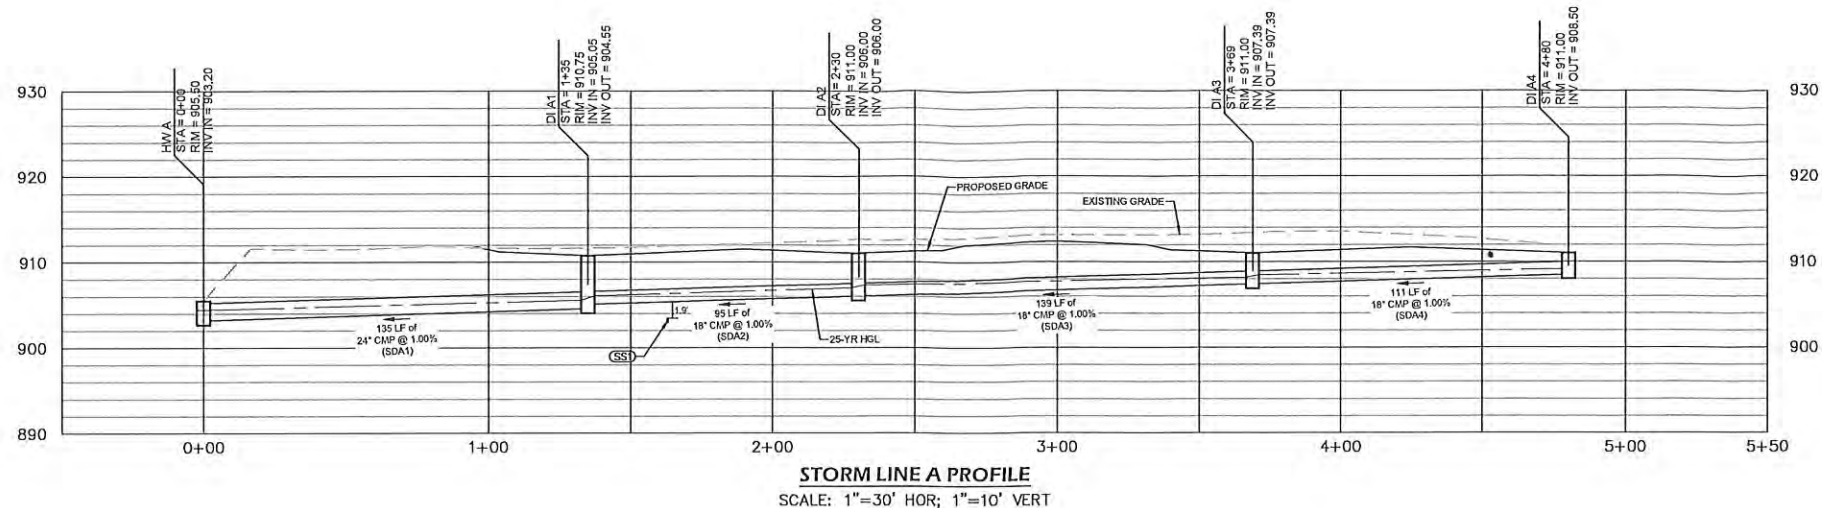 HW A
STA = 0+00
RIM = 905.50
INV IN = 903.20
DI A1
STA = 1+35
RIM = 910.75
INV IN = 905.05
INV OUT = 904.55
DI A2
STA = 2+30
RIM = 911.00
INV IN = 906.00
INV OUT = 906.00
DI A3
STA = 3+69
RIM = 911.00
INV IN = 907.39
INV OUT = 907.39
DI A4
STA = 4+80
RIM = 911.00
INV OUT = 908.50
930
930
920
920
PROPOSED GRADE
EXISTING GRADE
910
910
135 LF of
24" CMP @ 1.00%
(SDA1)
1.9'
95 LF of
18" CMP @ 1.00%
(SDA2)
139 LF of
18" CMP @ 1.00%
(SDA3)
111 LF of
18" CMP @ 1.00%
(SDA4)
25-YR HGL
SS1
900
900
890
0+00
1+00
2+00
3+00
4+00
5+00
5+50
STORM LINE A PROFILE
SCALE: 1"=30' HOR; 1"=10' VERT